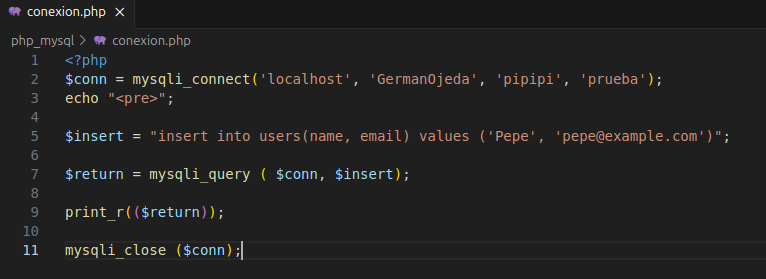 conexion.php ×
php_mysql > conexion.php
1 <?php
2 $conn = mysqli_connect('localhost', 'GermanOjeda', 'pipipi', 'prueba');
3 echo "<pre>";
4
5 $insert = "insert into users(name, email) values ('Pepe', 'pepe@example.com')";
6
7 $return = mysqli_query ( $conn, $insert);
8
9 print_r(($return));
10
11 mysqli_close ($conn);